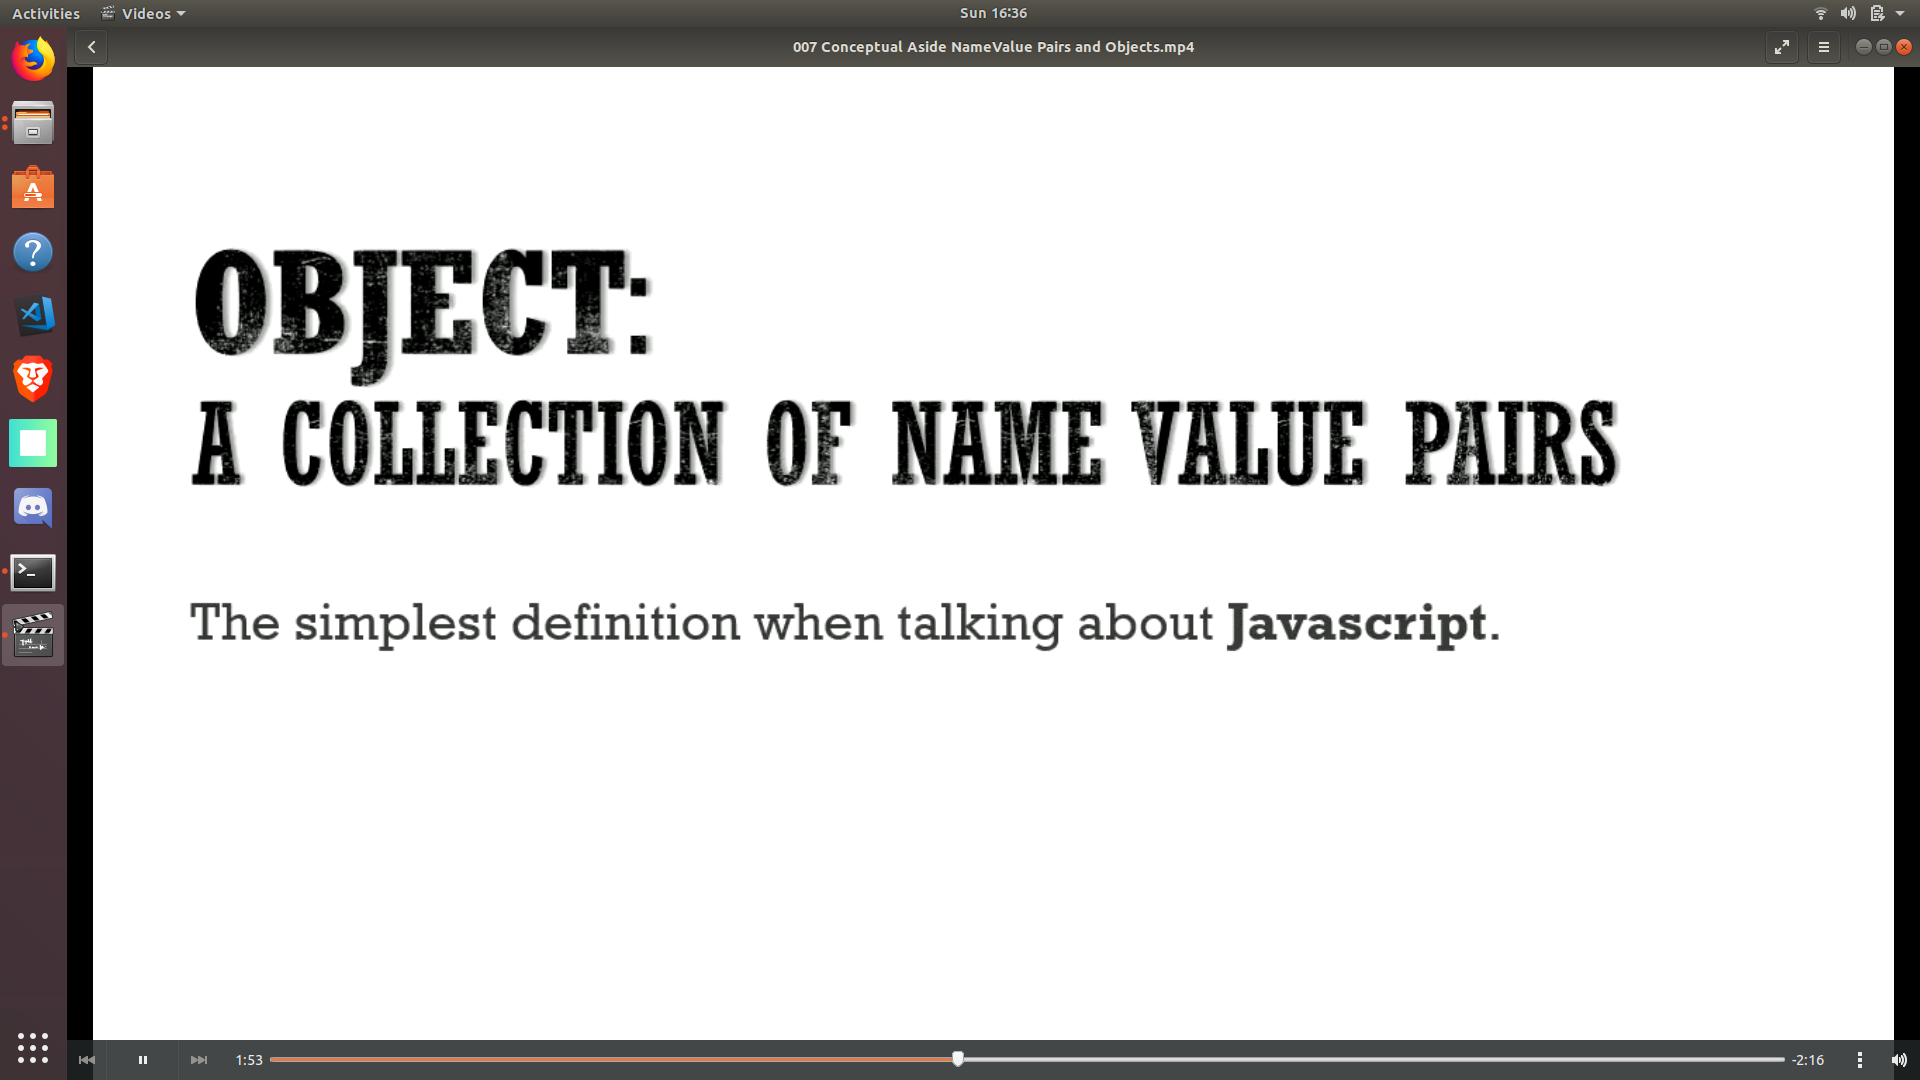 Activities Videos Sun 16:36
007 Conceptual Aside NameValue Pairs and Objects.mp4
OBJECT:
A COLLECTION OF NAME VALUE PAIRS
The simplest definition when talking about Javascript.
1:53 -2:16